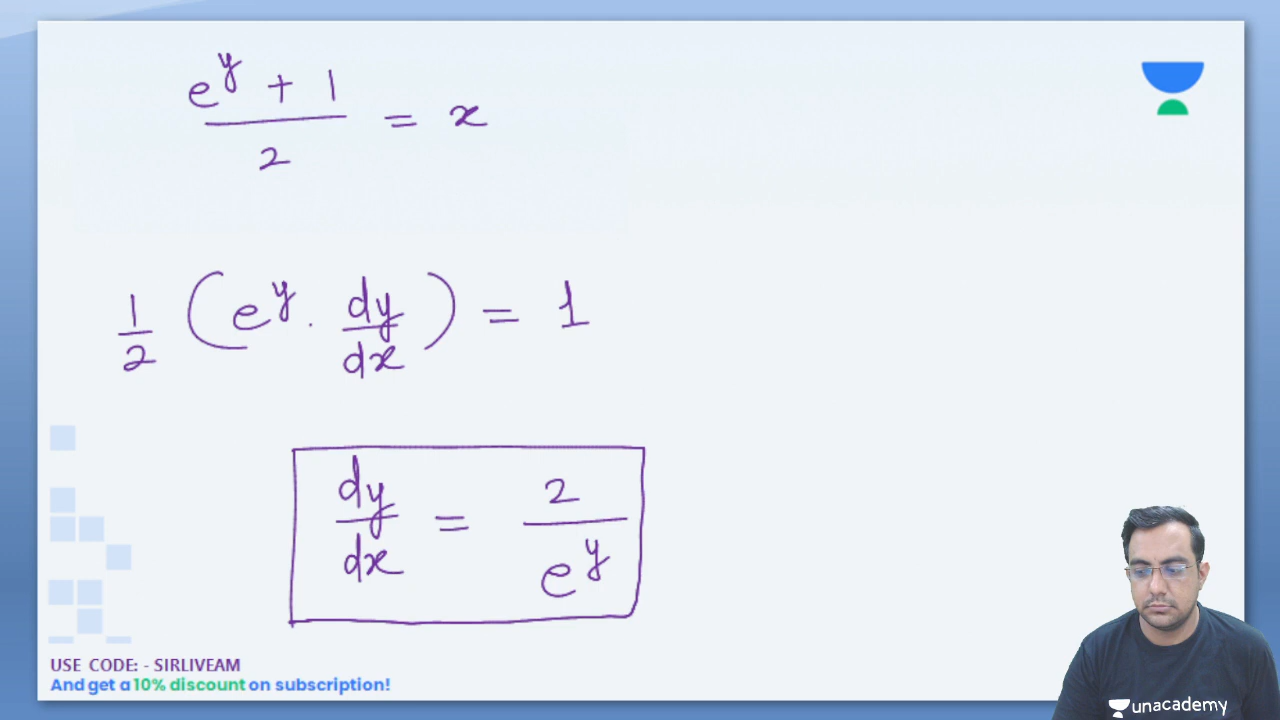 e^y + 1
―――― = x
2
1/2 (e^y · dy/dx) = 1
dy/dx = 2/e^y
USE CODE: - SIRLIVEAM
And get a 10% discount on subscription!
unacademy